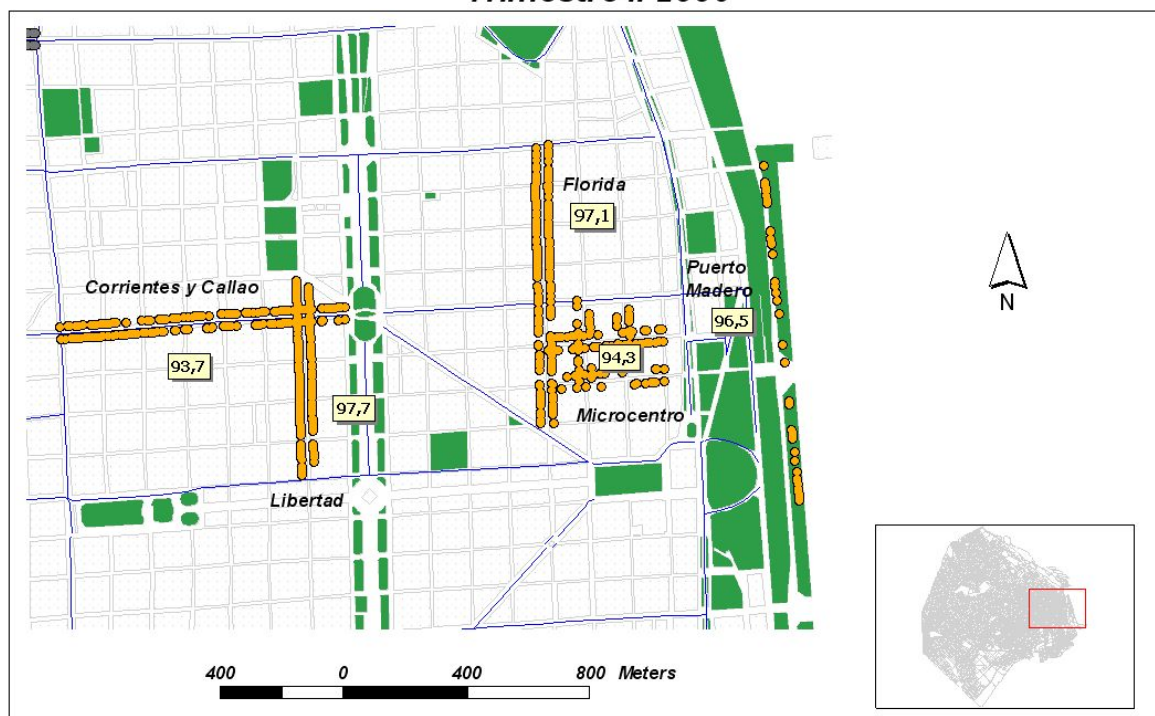 Trimestre
Florida
97,1
Puerto
Madero
96,5
Corrientes y Callao
93,7
94,3
97,7
Microcentro
Libertad
N
400 0 400 800 Meters